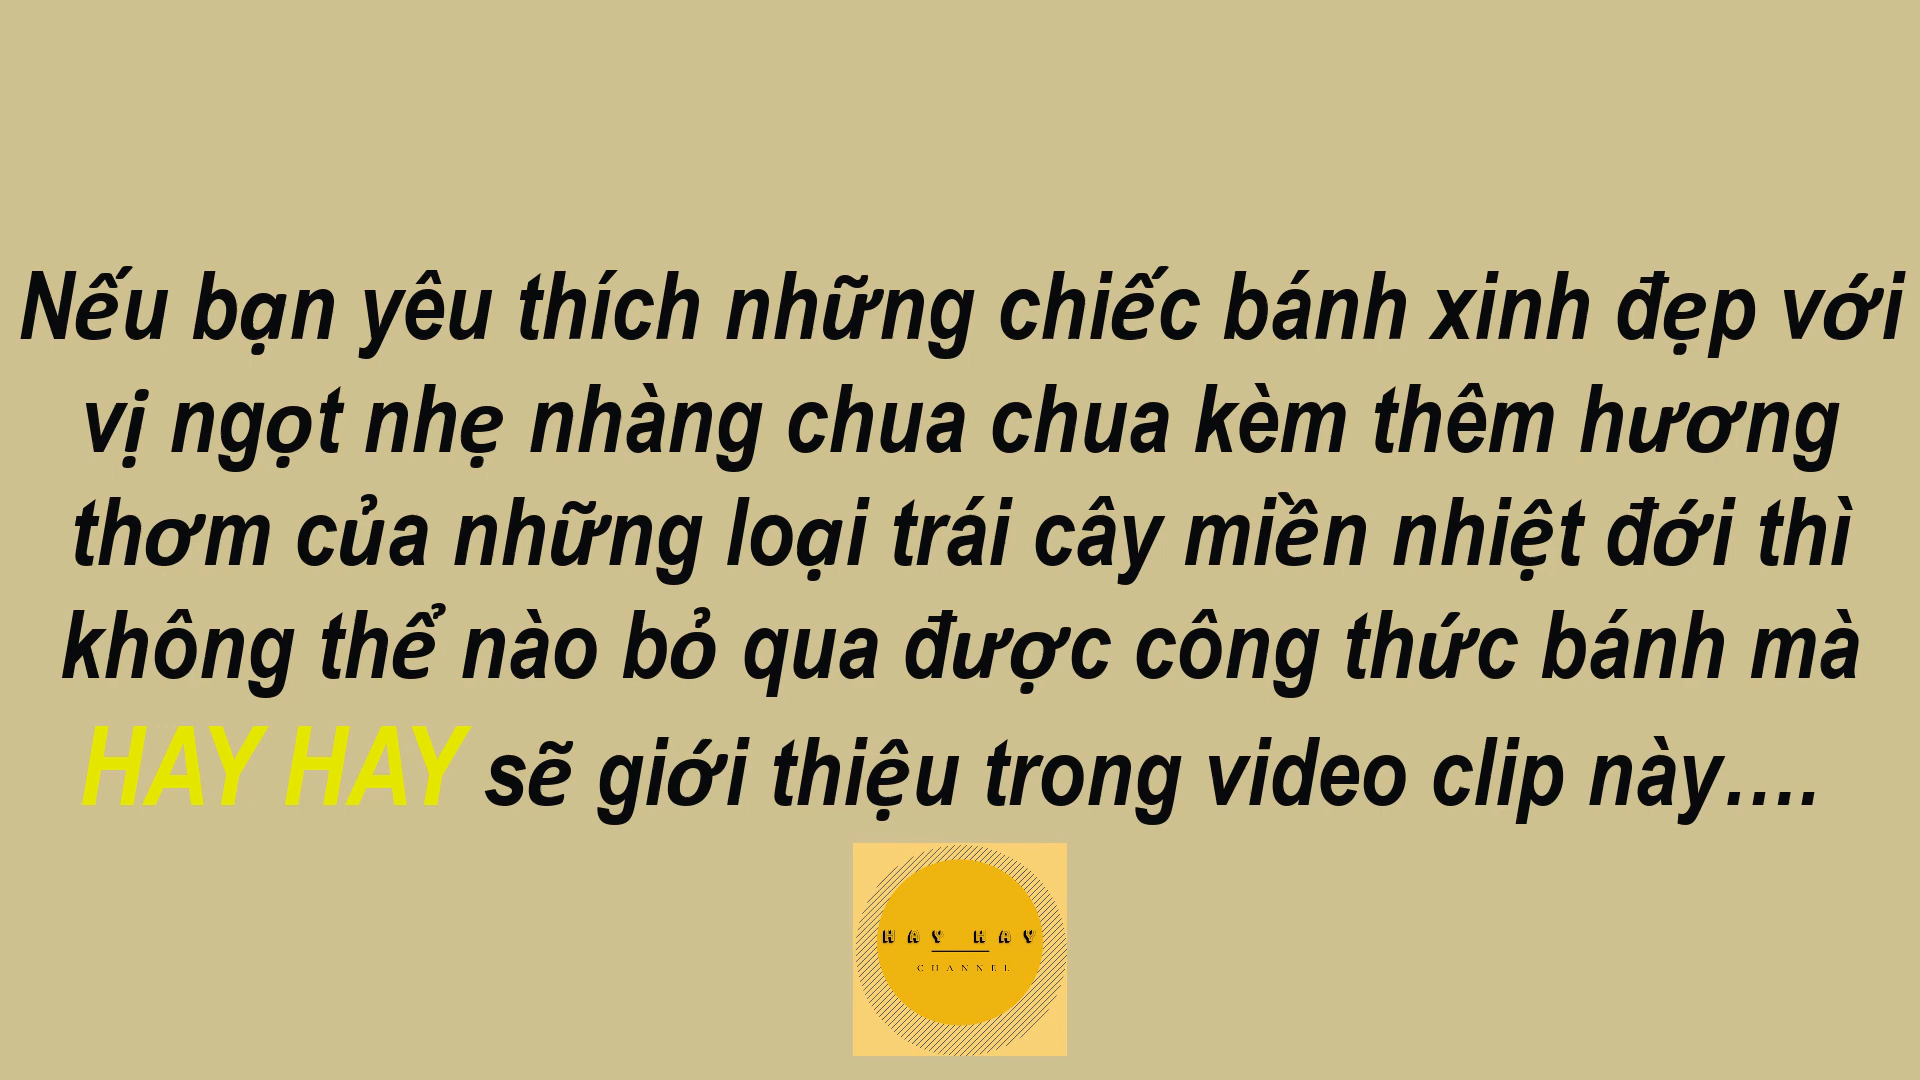 Nếu bạn yêu thích những chiếc bánh xinh đẹp với
vị ngọt nhẹ nhàng chua chua kèm thêm hương
thơm của những loại trái cây miền nhiệt đới thì
không thể nào bỏ qua được công thức bánh mà
HAY HAY sẽ giới thiệu trong video clip này....
HAY HAY
CHANNEL